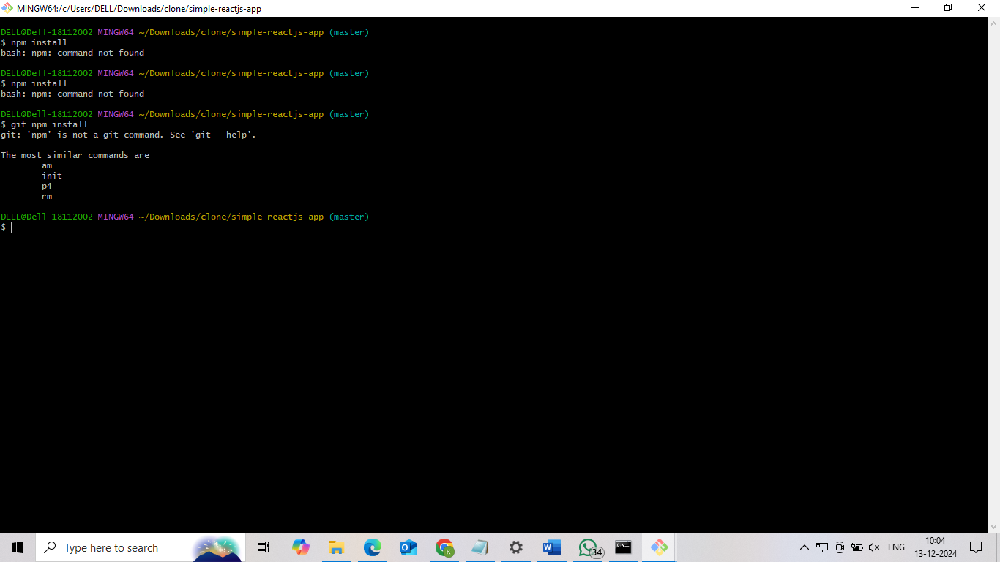 MINGW64:/c/Users/DELL/Downloads/clone/simple-reactjs-app
DELL@Dell-18112002 MINGW64 ~/Downloads/clone/simple-reactjs-app (master)
$ npm install
bash: npm: command not found
DELL@Dell-18112002 MINGW64 ~/Downloads/clone/simple-reactjs-app (master)
$ npm install
bash: npm: command not found
DELL@Dell-18112002 MINGW64 ~/Downloads/clone/simple-reactjs-app (master)
$ git npm install
git: 'npm' is not a git command. See 'git --help'.
The most similar commands are
am
init
p4
rm
DELL@Dell-18112002 MINGW64 ~/Downloads/clone/simple-reactjs-app (master)
$
Type here to search
K
34
ENG
10:04
13-12-2024